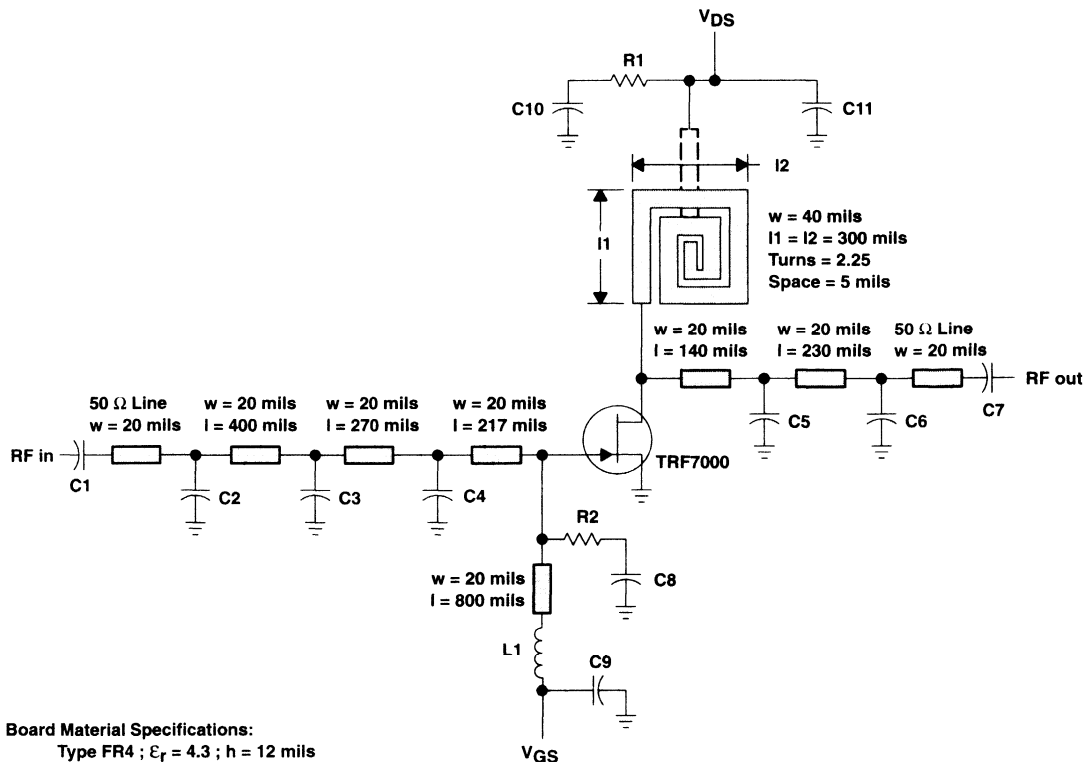 VDS
R1
C10
C11
l2
l1
w = 40 mils
l1 = l2 = 300 mils
Turns = 2.25
Space = 5 mils
w = 20 mils
l = 140 mils
w = 20 mils
l = 230 mils
50 Ω Line
w = 20 mils
RF out
C7
C5
C6
50 Ω Line
w = 20 mils
w = 20 mils
l = 400 mils
w = 20 mils
l = 270 mils
w = 20 mils
l = 217 mils
RF in
C1
TRF7000
C2
C3
C4
R2
C8
w = 20 mils
l = 800 mils
L1
C9
VGS
Board Material Specifications:
Type FR4 ; Ɛr = 4.3 ; h = 12 mils